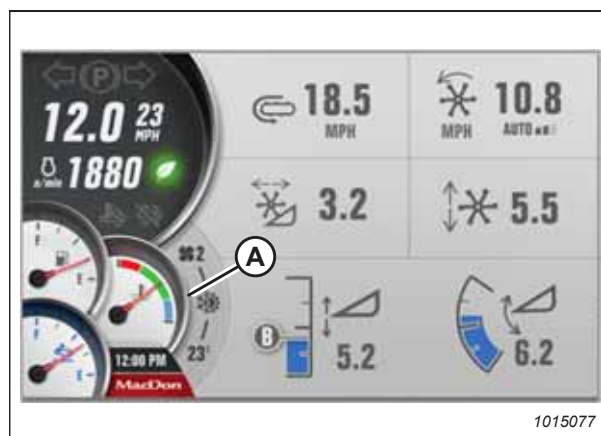 P
12.0 23
MPH
n/min 1880
18.5
MPH
10.8
MPH AUTO
3.2
5.5
F
E
F
E
2
A
23°
12:00 PM
MacDon
B
5.2
6.2
1015077